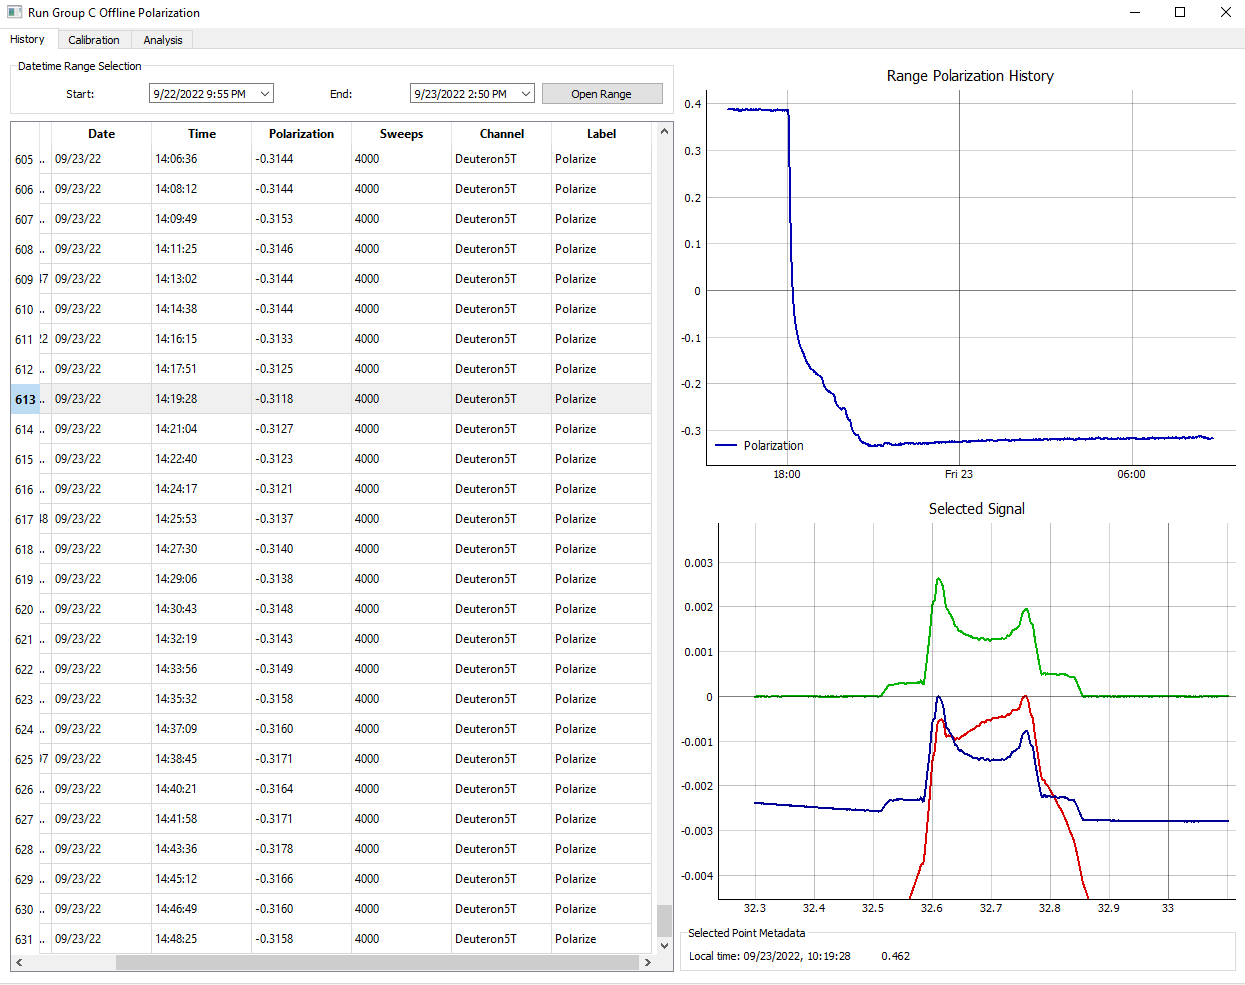 Run Group C Offline Polarization
History Calibration Analysis
Datetime Range Selection
Start: 9/22/2022 9:55 PM End: 9/23/2022 2:50 PM Open Range
Date Time Polarization Sweeps Channel Label
605 .. 09/23/22 14:06:36 -0.3144 4000 Deuteron5T Polarize
606 .. 09/23/22 14:08:12 -0.3144 4000 Deuteron5T Polarize
607 .. 09/23/22 14:09:49 -0.3153 4000 Deuteron5T Polarize
608 .. 09/23/22 14:11:25 -0.3146 4000 Deuteron5T Polarize
609 47 09/23/22 14:13:02 -0.3144 4000 Deuteron5T Polarize
610 .. 09/23/22 14:14:38 -0.3144 4000 Deuteron5T Polarize
611 22 09/23/22 14:16:15 -0.3133 4000 Deuteron5T Polarize
612 .. 09/23/22 14:17:51 -0.3125 4000 Deuteron5T Polarize
613 .. 09/23/22 14:19:28 -0.3118 4000 Deuteron5T Polarize
614 .. 09/23/22 14:21:04 -0.3127 4000 Deuteron5T Polarize
615 .. 09/23/22 14:22:40 -0.3123 4000 Deuteron5T Polarize
616 .. 09/23/22 14:24:17 -0.3121 4000 Deuteron5T Polarize
617 48 09/23/22 14:25:53 -0.3137 4000 Deuteron5T Polarize
618 .. 09/23/22 14:27:30 -0.3140 4000 Deuteron5T Polarize
619 .. 09/23/22 14:29:06 -0.3138 4000 Deuteron5T Polarize
620 .. 09/23/22 14:30:43 -0.3148 4000 Deuteron5T Polarize
621 .. 09/23/22 14:32:19 -0.3143 4000 Deuteron5T Polarize
622 .. 09/23/22 14:33:56 -0.3149 4000 Deuteron5T Polarize
623 .. 09/23/22 14:35:32 -0.3158 4000 Deuteron5T Polarize
624 .. 09/23/22 14:37:09 -0.3160 4000 Deuteron5T Polarize
625 97 09/23/22 14:38:45 -0.3171 4000 Deuteron5T Polarize
626 .. 09/23/22 14:40:21 -0.3164 4000 Deuteron5T Polarize
627 .. 09/23/22 14:41:58 -0.3171 4000 Deuteron5T Polarize
628 .. 09/23/22 14:43:36 -0.3178 4000 Deuteron5T Polarize
629 .. 09/23/22 14:45:12 -0.3166 4000 Deuteron5T Polarize
630 .. 09/23/22 14:46:49 -0.3160 4000 Deuteron5T Polarize
631 .. 09/23/22 14:48:25 -0.3158 4000 Deuteron5T Polarize
Range Polarization History
0.4
0.3
0.2
0.1
0
-0.1
-0.2
-0.3
Polarization
18:00 Fri 23 06:00
Selected Signal
0.003
0.002
0.001
0
-0.001
-0.002
-0.003
-0.004
32.3 32.4 32.5 32.6 32.7 32.8 32.9 33
Selected Point Metadata
Local time: 09/23/2022, 10:19:28 0.462